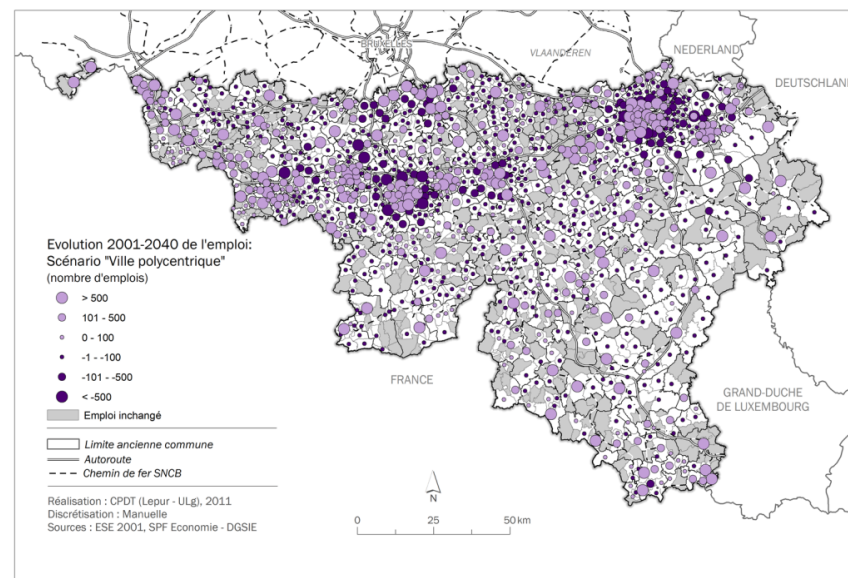 BRUXELLES
VLAANDEREN
NEDERLAND
DEUTSCHLAND
Evolution 2001-2040 de l'emploi:
Scénario "Ville polycentrique"
(nombre d'emplois)
> 500
101 - 500
0 - 100
-1 - -100
-101 - -500
< -500
Emploi inchangé
Limite ancienne commune
Autoroute
Chemin de fer SNCB
Réalisation : CPDT (Lepur - ULg), 2011
Discrétisation : Manuelle
Sources : ESE 2001, SPF Economie - DGSIE
FRANCE
GRAND-DUCHE
DE LUXEMBOURG
N
0 25 50 km